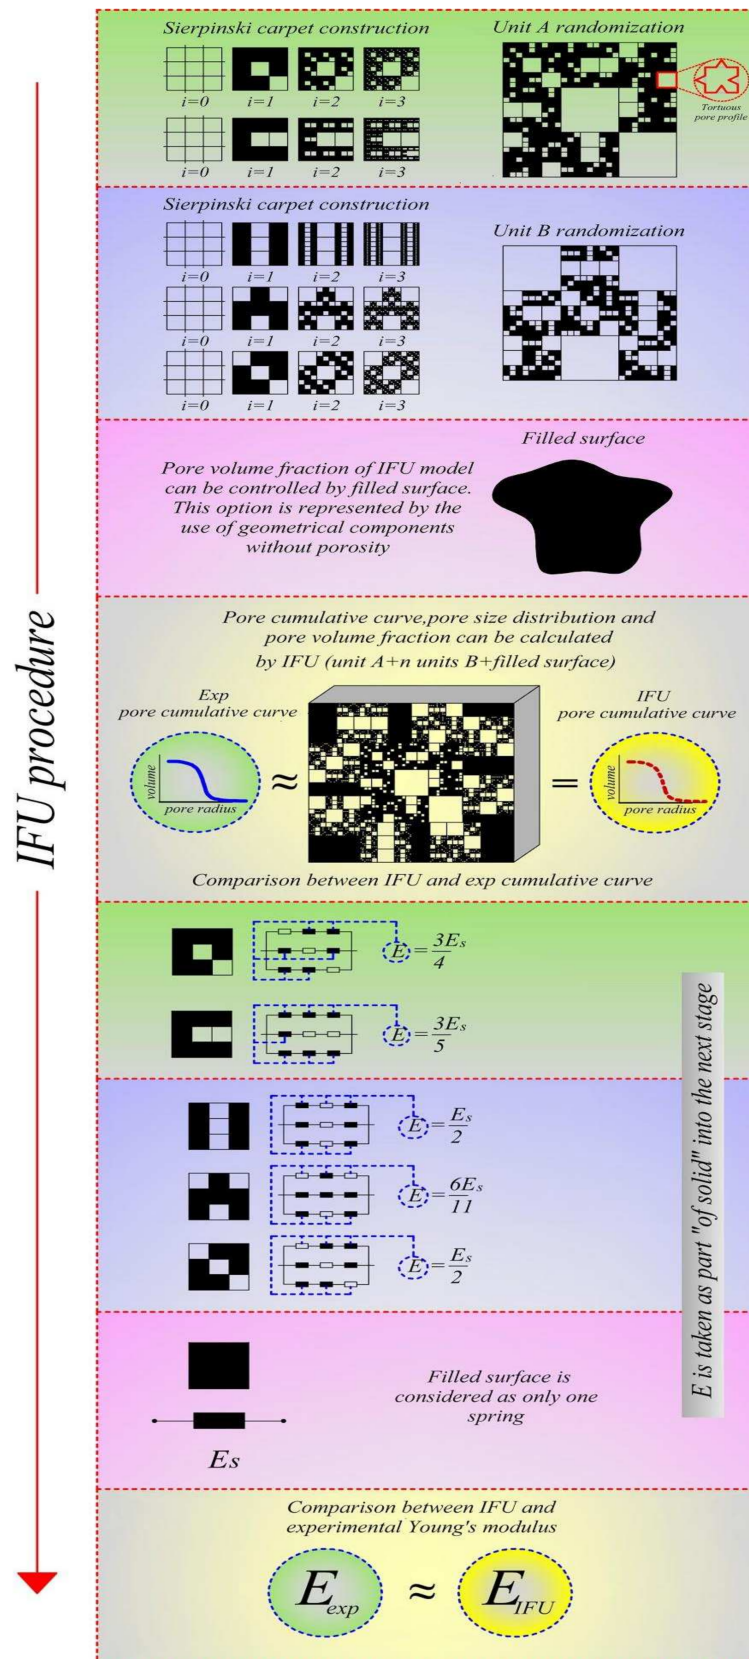 IFU procedure
Sierpinski carpet construction
Unit A randomization
i=0 i=1 i=2 i=3
Tortuous
pore profile
i=0 i=1 i=2 i=3
Sierpinski carpet construction
Unit B randomization
i=0 i=1 i=2 i=3
i=0 i=1 i=2 i=3
i=0 i=1 i=2 i=3
Filled surface
Pore volume fraction of IFU model
can be controlled by filled surface.
This option is represented by the
use of geometrical components
without porosity
Pore cumulative curve,pore size distribution and
pore volume fraction can be calculated
by IFU (unit A+n units B+filled surface)
Exp
pore cumulative curve
volume
pore radius
≈
=
IFU
pore cumulative curve
volume
pore radius
Comparison between IFU and exp cumulative curve
E=3Es/4
E=3Es/5
E=Es/2
E=6Es/11
E=Es/2
E is taken as part "of solid" into the next stage
Filled surface is
considered as only one
spring
Es
Comparison between IFU and
experimental Young's modulus
Eexp ≈ EIFU